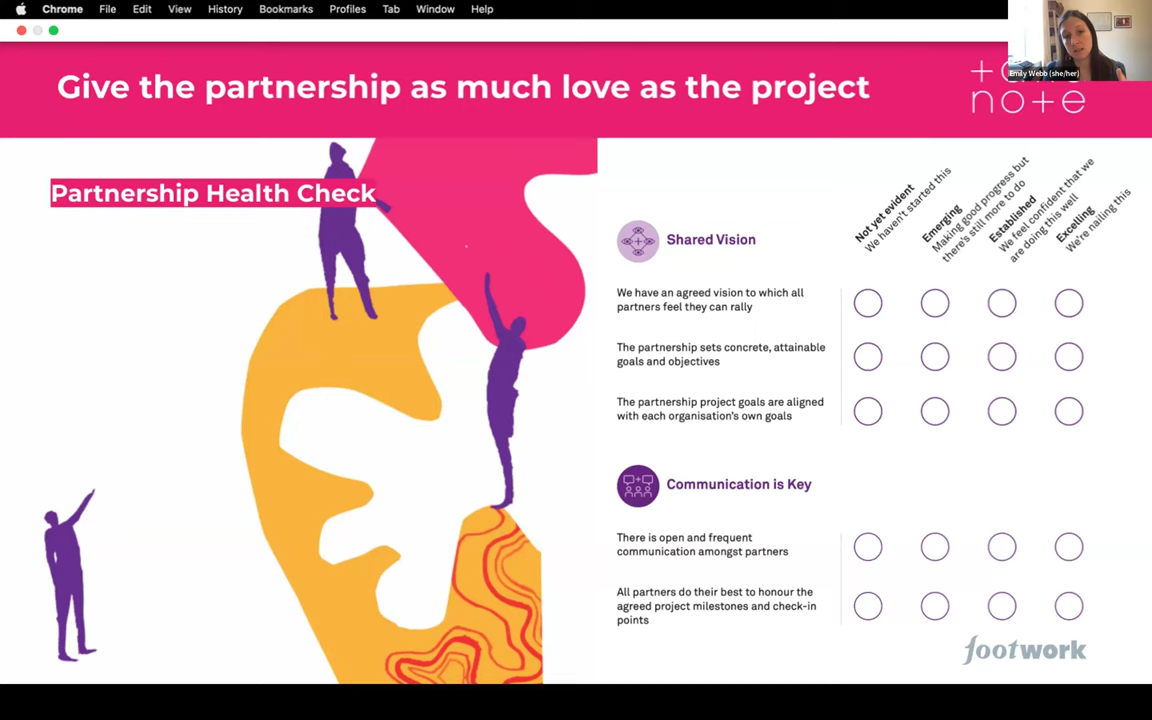 Chrome File Edit View History Bookmarks Profiles Tab Window Help
Emily Webb (she/her)
Give the partnership as much love as the project
no+e
Partnership Health Check
Not yet evident
We haven't started this
Emerging
Making good progress but
there's still more to do
Established
We feel confident that we
are doing this well
Excelling
We're nailing this
Shared Vision
We have an agreed vision to which all
partners feel they can rally
The partnership sets concrete, attainable
goals and objectives
The partnership project goals are aligned
with each organisation's own goals
Communication is Key
There is open and frequent
communication amongst partners
All partners do their best to honour the
agreed project milestones and check-in
points
footwork